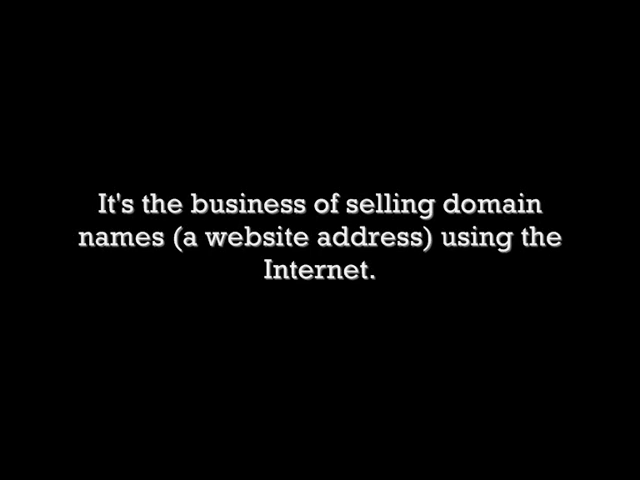 It's the business of selling domain
names (a website address) using the
Internet.